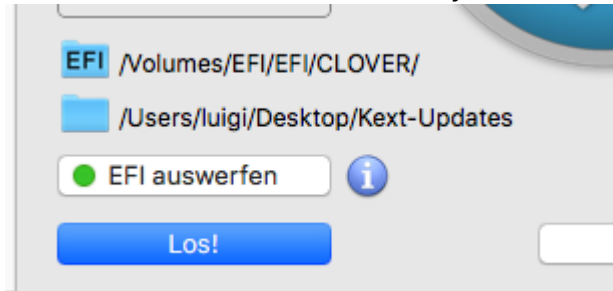 EFI /Volumes/EFI/EFI/CLOVER/
/Users/luigi/Desktop/Kext-Updates
EFI auswerfen
Los!